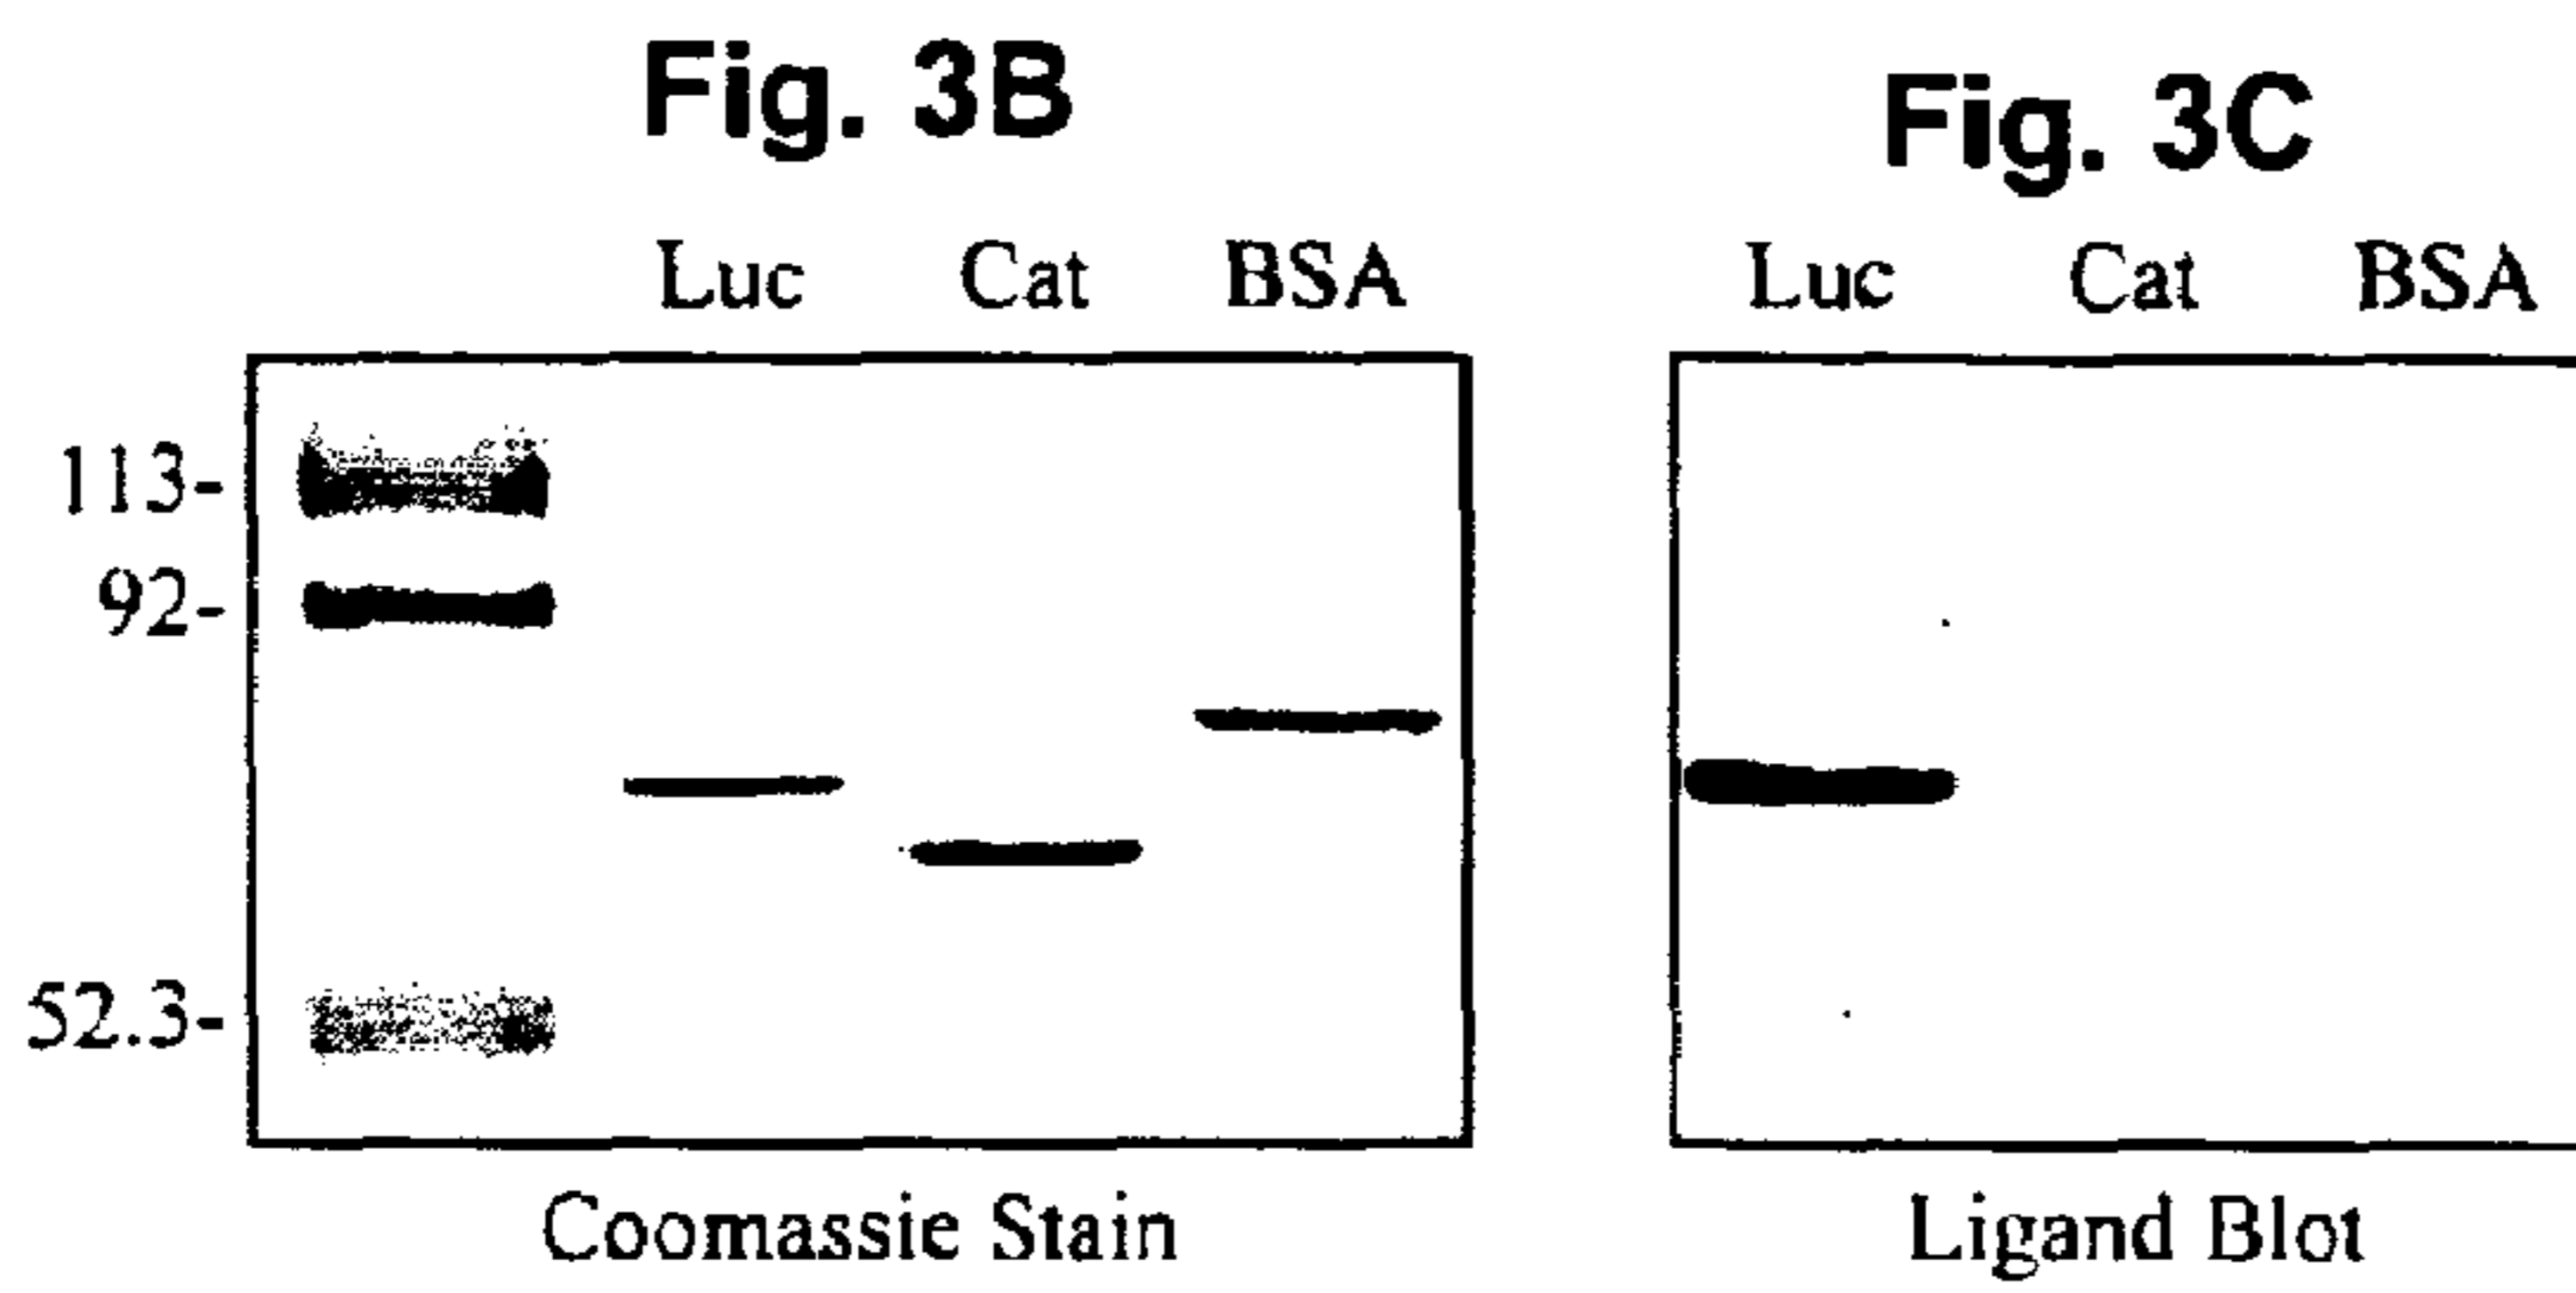 Fig. 3B
Luc Cat BSA
113-
92-
52.3-
Coomassie Stain
Fig. 3C
Luc Cat BSA
Ligand Blot